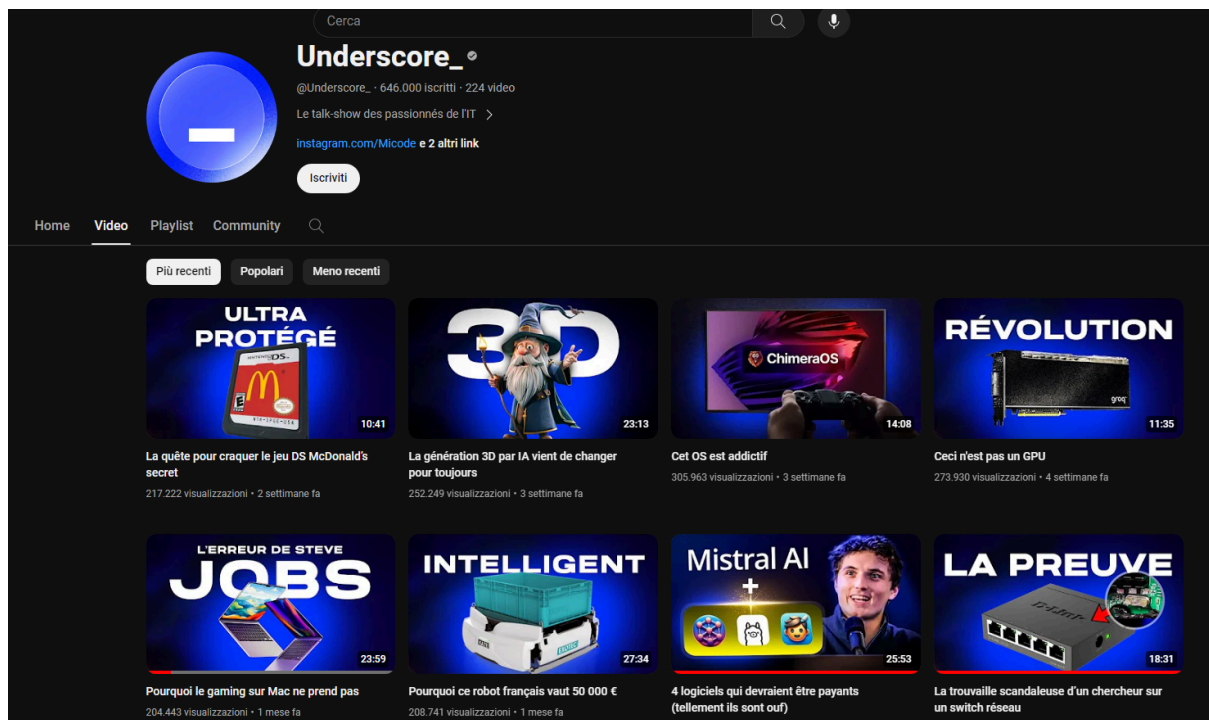 Cerca
Underscore_
@Underscore_ · 646.000 iscritti · 224 video
Le talk-show des passionnés de l'IT
instagram.com/Micode e 2 altri link
Iscriviti
Home Video Playlist Community
Più recenti Popolari Meno recenti
ULTRA
PROTÉGÉ
NINTENDO DS
10:41
La quête pour craquer le jeu DS McDonald's
secret
217.222 visualizzazioni • 2 settimane fa
3D
23:13
La génération 3D par IA vient de changer
pour toujours
252.249 visualizzazioni • 3 settimane fa
ChimeraOS
14:08
Cet OS est addictif
305.963 visualizzazioni • 3 settimane fa
RÉVOLUTION
groq
11:35
Ceci n'est pas un GPU
273.930 visualizzazioni • 4 settimane fa
L'ERREUR DE STEVE
JOBS
23:59
Pourquoi le gaming sur Mac ne prend pas
204.443 visualizzazioni • 1 mese fa
INTELLIGENT
EXOTEC
27:34
Pourquoi ce robot français vaut 50 000 €
208.741 visualizzazioni • 1 mese fa
Mistral AI
+
25:53
4 logiciels qui devraient être payants
(tellement ils sont ouf)
LA PREUVE
D-Link
18:31
La trouvaille scandaleuse d'un chercheur sur
un switch réseau